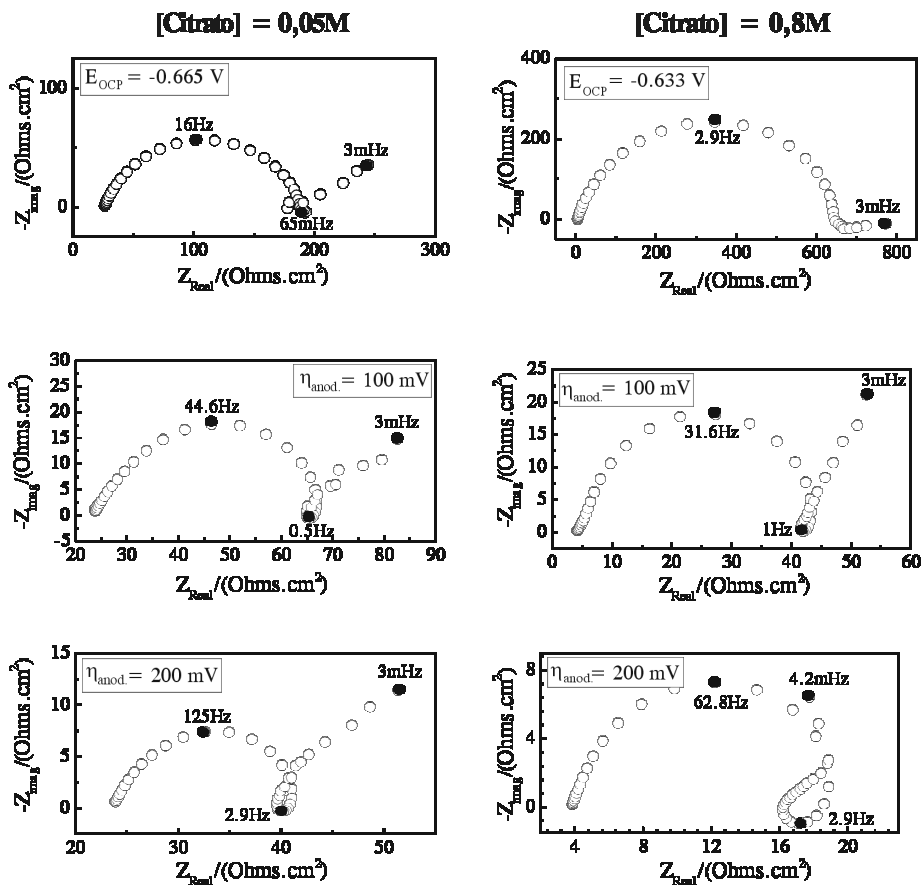 [Citrato] = 0,05M
[Citrato] = 0,8M
E_OCP = -0.665 V
16Hz
3mHz
65mHz
100
0
0 100 200 300
-Z_Imag/(Ohms.cm²)
Z_Real/(Ohms.cm²)
E_OCP = -0.633 V
2.9Hz
3mHz
400
200
0
0 200 400 600 800
-Z_Imag/(Ohms.cm²)
Z_Real/(Ohms.cm²)
η_anod. = 100 mV
44.6Hz
3mHz
0.5Hz
30
25
20
15
10
5
0
-5
20 30 40 50 60 70 80 90
-Z_Imag/(Ohms.cm²)
Z_Real/(Ohms.cm²)
η_anod. = 100 mV
31.6Hz
3mHz
1Hz
25
20
15
10
5
0
0 10 20 30 40 50 60
-Z_Imag/(Ohms.cm²)
Z_Real/(Ohms.cm²)
η_anod. = 200 mV
125Hz
3mHz
2.9Hz
15
10
5
0
20 30 40 50
-Z_Imag/(Ohms.cm²)
Z_Real/(Ohms.cm²)
η_anod. = 200 mV
62.8Hz
4.2mHz
2.9Hz
8
4
0
4 8 12 16 20
-Z_Imag/(Ohms.cm²)
Z_Real/(Ohms.cm²)